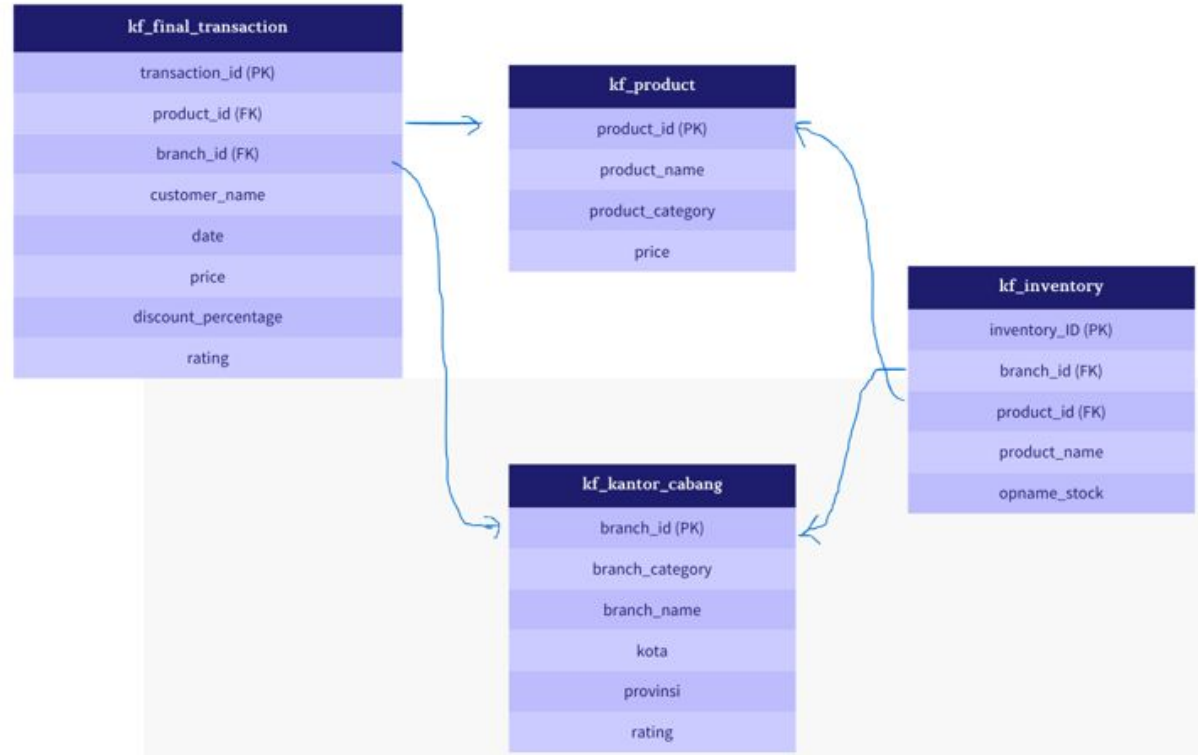 kf_final_transaction
transaction_id (PK)
product_id (FK)
branch_id (FK)
customer_name
date
price
discount_percentage
rating
kf_product
product_id (PK)
product_name
product_category
price
kf_inventory
inventory_ID (PK)
branch_id (FK)
product_id (FK)
product_name
opname_stock
kf_kantor_cabang
branch_id (PK)
branch_category
branch_name
kota
provinsi
rating